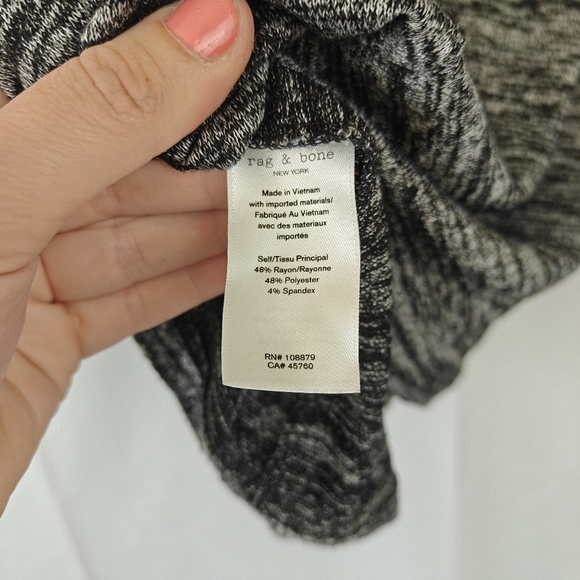 rag & bone
NEW YORK
Made in Vietnam
with imported materials/
Fabriqué Au Vietnam
avec des materiaux
importés
Self/Tissu Principal
48% Rayon/Rayonne
48% Polyester
4% Spandex
RN# 108879
CA# 45760